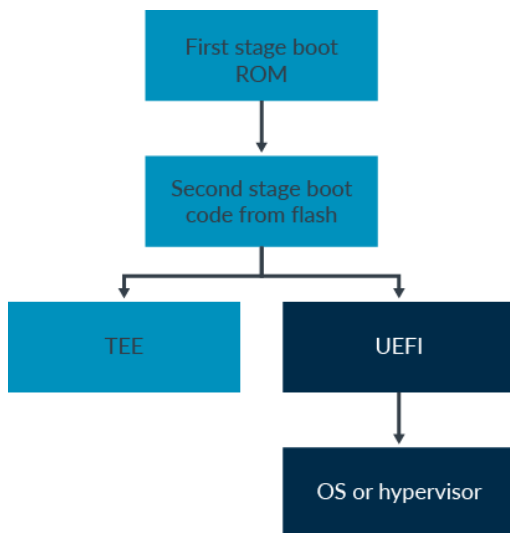 First stage boot
ROM
Second stage boot
code from flash
TEE
UEFI
OS or hypervisor